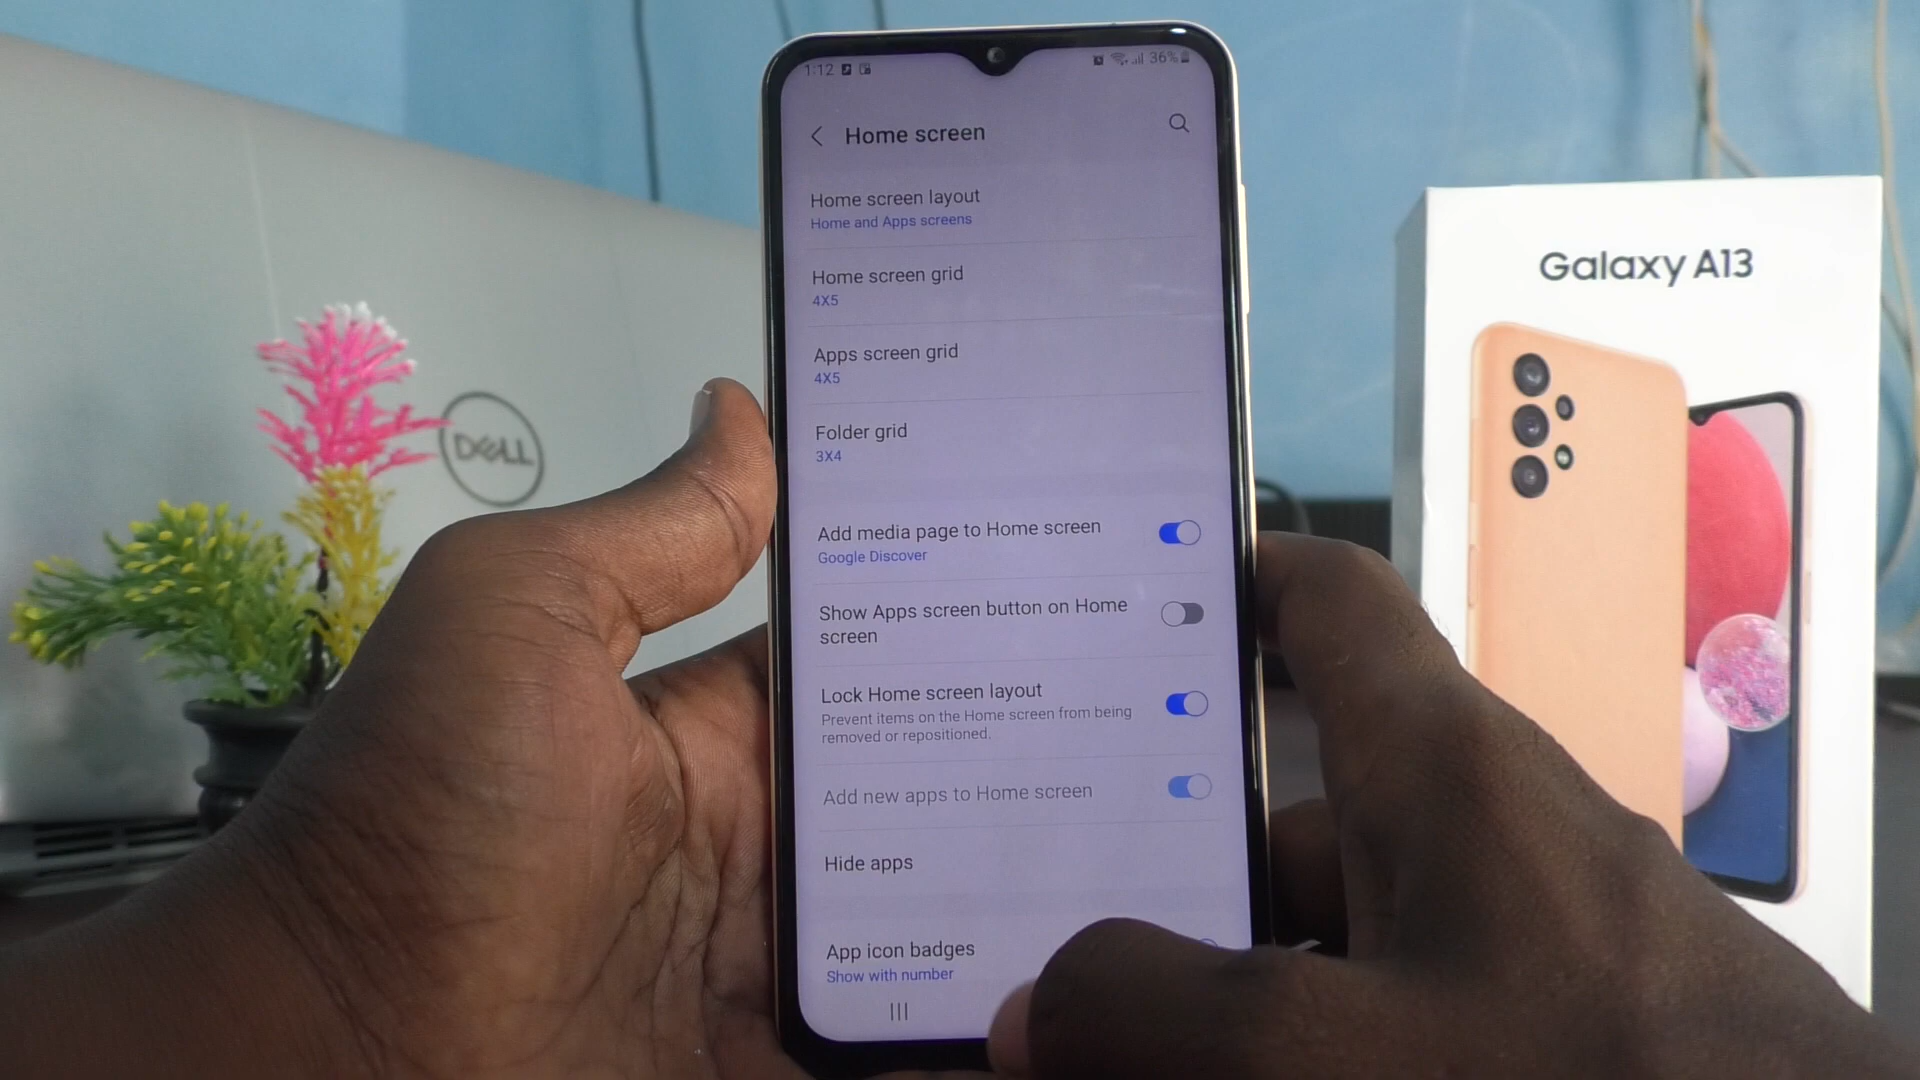 1:12
36%
Home screen
Home screen layout
Home and Apps screens
Home screen grid
4X5
Apps screen grid
4X5
Folder grid
3X4
Add media page to Home screen
Google Discover
Show Apps screen button on Home
screen
Lock Home screen layout
Prevent items on the Home screen from being
removed or repositioned.
Add new apps to Home screen
Hide apps
App icon badges
Show with number
DELL
Galaxy A13